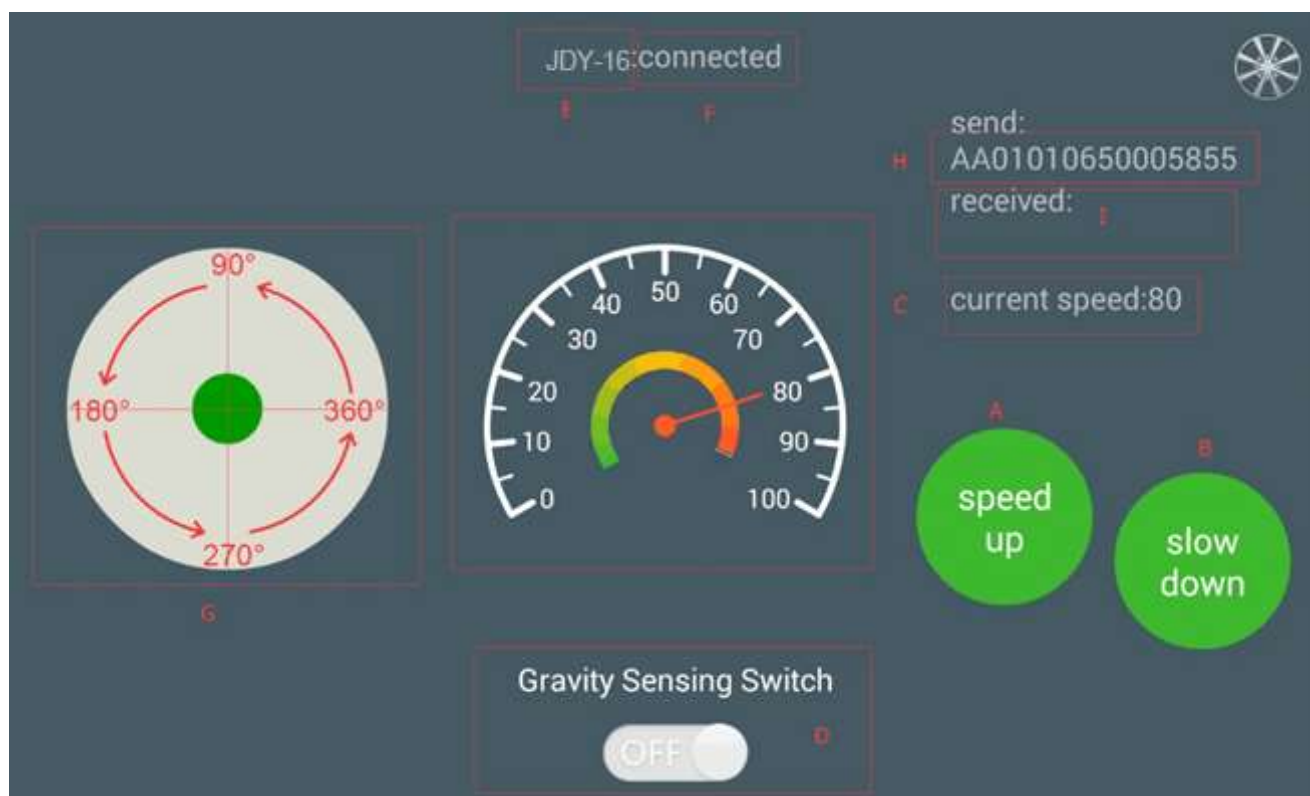 JDY-16:connected
E
F
send:
H
AA01010650005855
received:
I
C
current speed:80
90°
180°
360°
270°
G
0
10
20
30
40
50
60
70
80
90
100
A
speed
up
B
slow
down
Gravity Sensing Switch
OFF
D